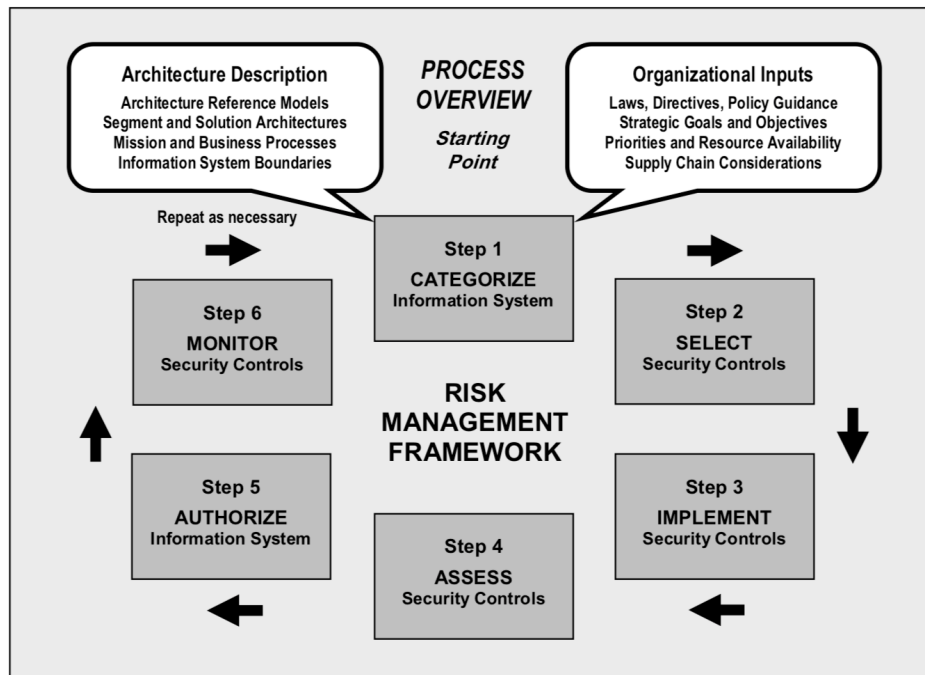 Architecture Description
Architecture Reference Models
Segment and Solution Architectures
Mission and Business Processes
Information System Boundaries
PROCESS
OVERVIEW
Starting
Point
Organizational Inputs
Laws, Directives, Policy Guidance
Strategic Goals and Objectives
Priorities and Resource Availability
Supply Chain Considerations
Repeat as necessary
Step 1
CATEGORIZE
Information System
Step 2
SELECT
Security Controls
Step 6
MONITOR
Security Controls
RISK
MANAGEMENT
FRAMEWORK
Step 3
IMPLEMENT
Security Controls
Step 5
AUTHORIZE
Information System
Step 4
ASSESS
Security Controls